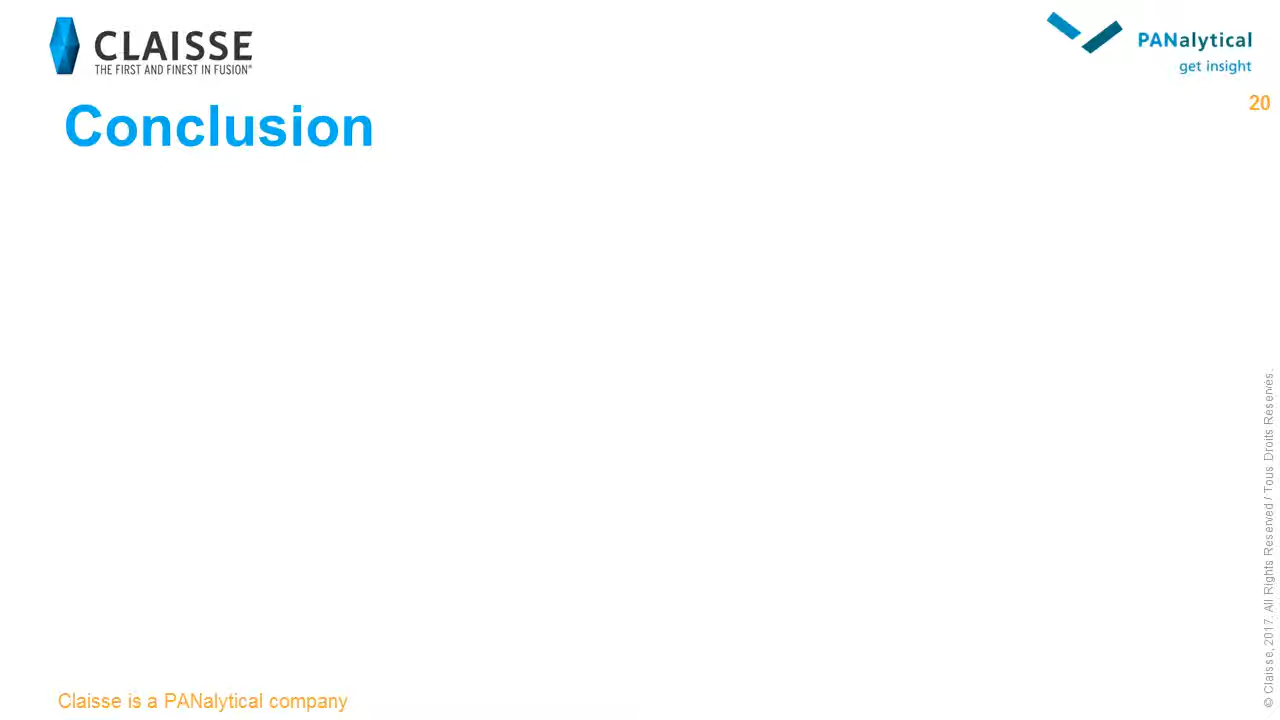 CLAISSE
THE FIRST AND FINEST IN FUSION®
PANalytical
get insight
20
Conclusion
© Claisse, 2017. All Rights Reserved / Tous Droits Réservés.
Claisse is a PANalytical company